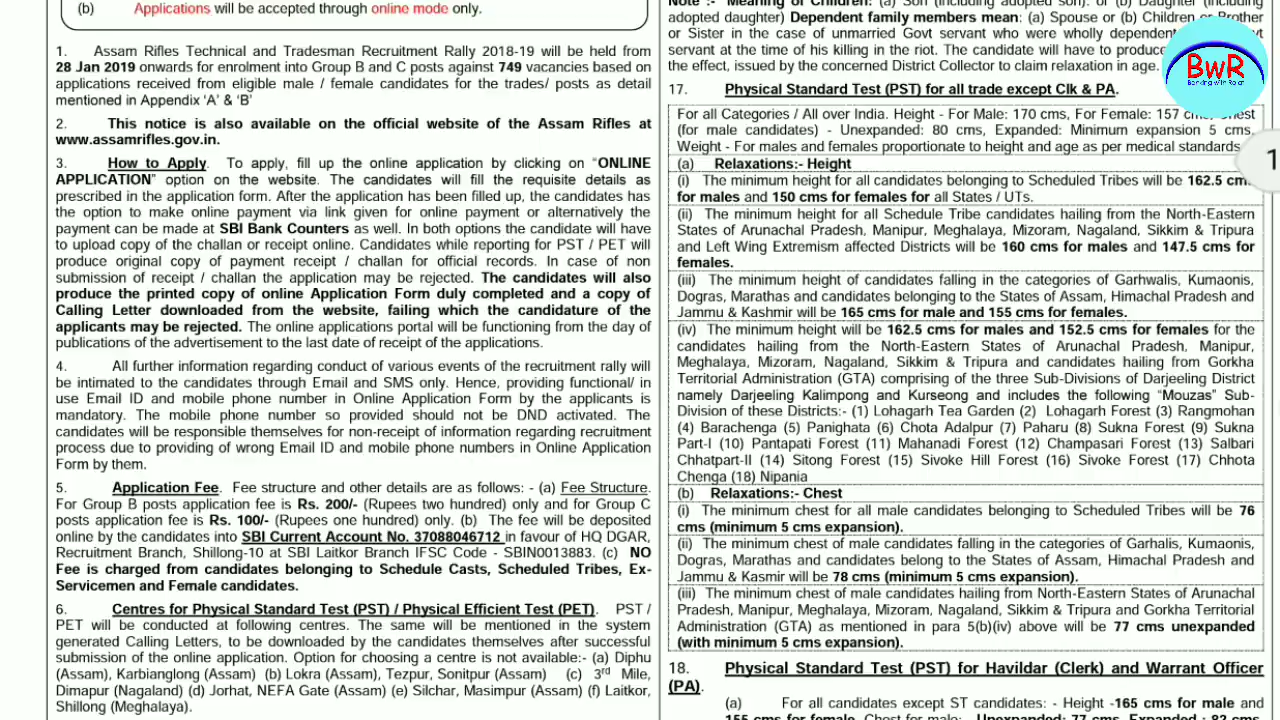 (b) Applications will be accepted through online mode only.
1. Assam Rifles Technical and Tradesman Recruitment Rally 2018-19 will be held from
28 Jan 2019 onwards for enrolment into Group B and C posts against 749 vacancies based on
applications received from eligible male / female candidates for the trades/ posts as detail
mentioned in Appendix ‘A’ & ‘B’
2. This notice is also available on the official website of the Assam Rifles at
www.assamrifles.gov.in.
3. How to Apply. To apply, fill up the online application by clicking on “ONLINE
APPLICATION” option on the website. The candidates will fill the requisite details as
prescribed in the application form. After the application has been filled up, the candidates has
the option to make online payment via link given for online payment or alternatively the
payment can be made at SBI Bank Counters as well. In both options the candidate will have
to upload copy of the challan or receipt online. Candidates while reporting for PST / PET will
produce original copy of payment receipt / challan for official records. In case of non
submission of receipt / challan the application may be rejected. The candidates will also
produce the printed copy of online Application Form duly completed and a copy of
Calling Letter downloaded from the website, failing which the candidature of the
applicants may be rejected. The online applications portal will be functioning from the day of
publications of the advertisement to the last date of receipt of the applications.
4. All further information regarding conduct of various events of the recruitment rally will
be intimated to the candidates through Email and SMS only. Hence, providing functional/ in
use Email ID and mobile phone number in Online Application Form by the applicants is
mandatory. The mobile phone number so provided should not be DND activated. The
candidates will be responsible themselves for non-receipt of information regarding recruitment
process due to providing of wrong Email ID and mobile phone numbers in Online Application
Form by them.
5. Application Fee. Fee structure and other details are as follows: - (a) Fee Structure.
For Group B posts application fee is Rs. 200/- (Rupees two hundred) only and for Group C
posts application fee is Rs. 100/- (Rupees one hundred) only. (b) The fee will be deposited
online by the candidates into SBI Current Account No. 37088046712 in favour of HQ DGAR,
Recruitment Branch, Shillong-10 at SBI Laitkor Branch IFSC Code - SBIN0013883. (c) NO
Fee is charged from candidates belonging to Schedule Casts, Scheduled Tribes, Ex-
Servicemen and Female candidates.
6. Centres for Physical Standard Test (PST) / Physical Efficient Test (PET). PST /
PET will be conducted at following centres. The same will be mentioned in the system
generated Calling Letters, to be downloaded by the candidates themselves after successful
submission of the online application. Option for choosing a centre is not available:- (a) Diphu
(Assam), Karbianglong (Assam) (b) Lokra (Assam), Tezpur, Sonitpur (Assam) (c) 3rd Mile,
Dimapur (Nagaland) (d) Jorhat, NEFA Gate (Assam) (e) Silchar, Masimpur (Assam) (f) Laitkor,
Shillong (Meghalaya).
Note :- Meaning of Children: (a) Son (including adopted son). or (b) Daughter (including
adopted daughter) Dependent family members mean: (a) Spouse or (b) Children or Brother
or Sister in the case of unmarried Govt servant who were wholly
servant at the time of his killing in the riot. The candidate will have to
the effect, issued by the concerned District Collector to claim relaxation in age.
BwR
17. Physical Standard Test (PST) for all trade except Clk & PA.
For all Categories / All over India. Height - For Male: 170 cms, For Female: 157
(for male candidates) - Unexpanded: 80 cms, Expanded: Minimum expansion 5 cms,
Weight - For males and females proportionate to height and age as per medical standards
1
(a) Relaxations:- Height
(i) The minimum height for all candidates belonging to Scheduled Tribes will be 162.5 cm
for males and 150 cms for females for all States / UTs.
(ii) The minimum height for all Schedule Tribe candidates hailing from the North-Eastern
States of Arunachal Pradesh, Manipur, Meghalaya, Mizoram, Nagaland, Sikkim & Tripura
and Left Wing Extremism affected Districts will be 160 cms for males and 147.5 cms for
females.
(iii) The minimum height of candidates falling in the categories of Garhwalis, Kumaonis,
Dogras, Marathas and candidates belonging to the States of Assam, Himachal Pradesh and
Jammu & Kashmir will be 165 cms for male and 155 cms for females.
(iv) The minimum height will be 162.5 cms for males and 152.5 cms for females for the
candidates hailing from the North-Eastern States of Arunachal Pradesh, Manipur,
Meghalaya, Mizoram, Nagaland, Sikkim & Tripura and candidates hailing from Gorkha
Territorial Administration (GTA) comprising of the three Sub-Divisions of Darjeeling District
namely Darjeeling Kalimpong and Kurseong and includes the following “Mouzas” Sub-
Division of these Districts:- (1) Lohagarh Tea Garden (2) Lohagarh Forest (3) Rangmohan
(4) Barachenga (5) Panighata (6) Chota Adalpur (7) Paharu (8) Sukna Forest (9) Sukna
Part-I (10) Pantapati Forest (11) Mahanadi Forest (12) Champasari Forest (13) Salbari
Chhatpart-II (14) Sitong Forest (15) Sivoke Hill Forest (16) Sivoke Forest (17) Chhota
Chenga (18) Nipania
(b) Relaxations:- Chest
(i) The minimum chest for all male candidates belonging to Scheduled Tribes will be 76
cms (minimum 5 cms expansion).
(ii) The minimum chest of male candidates falling in the categories of Garhalis, Kumaonis,
Dogras, Marathas and candidates belong to the States of Assam, Himachal Pradesh and
Jammu & Kasmir will be 78 cms (minimum 5 cms expansion).
(iii) The minimum chest of male candidates hailing from North-Eastern States of Arunachal
Pradesh, Manipur, Meghalaya, Mizoram, Nagaland, Sikkim & Tripura and Gorkha Territorial
Administration (GTA) as mentioned in para 5(b)(iv) above will be 77 cms unexpanded
(with minimum 5 cms expansion).
18. Physical Standard Test (PST) for Havildar (Clerk) and Warrant Officer
(PA).
(a) For all candidates except ST candidates: - Height -165 cms for male and
155 cms for female. Chest for male:- Unexpanded: 77 cms, Expanded : 82 cms,